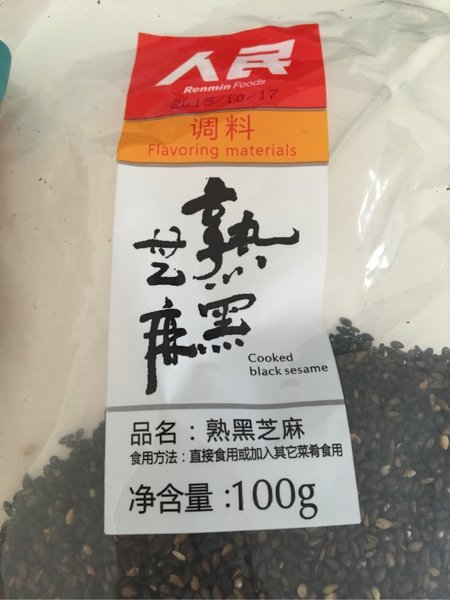 人民
Renmin Foods
2015/10/17
调料
Flavoring materials
熟黑
芝麻
Cooked
black sesame
品名：熟黑芝麻
食用方法：直接食用或加入其它菜肴食用
净含量：100g